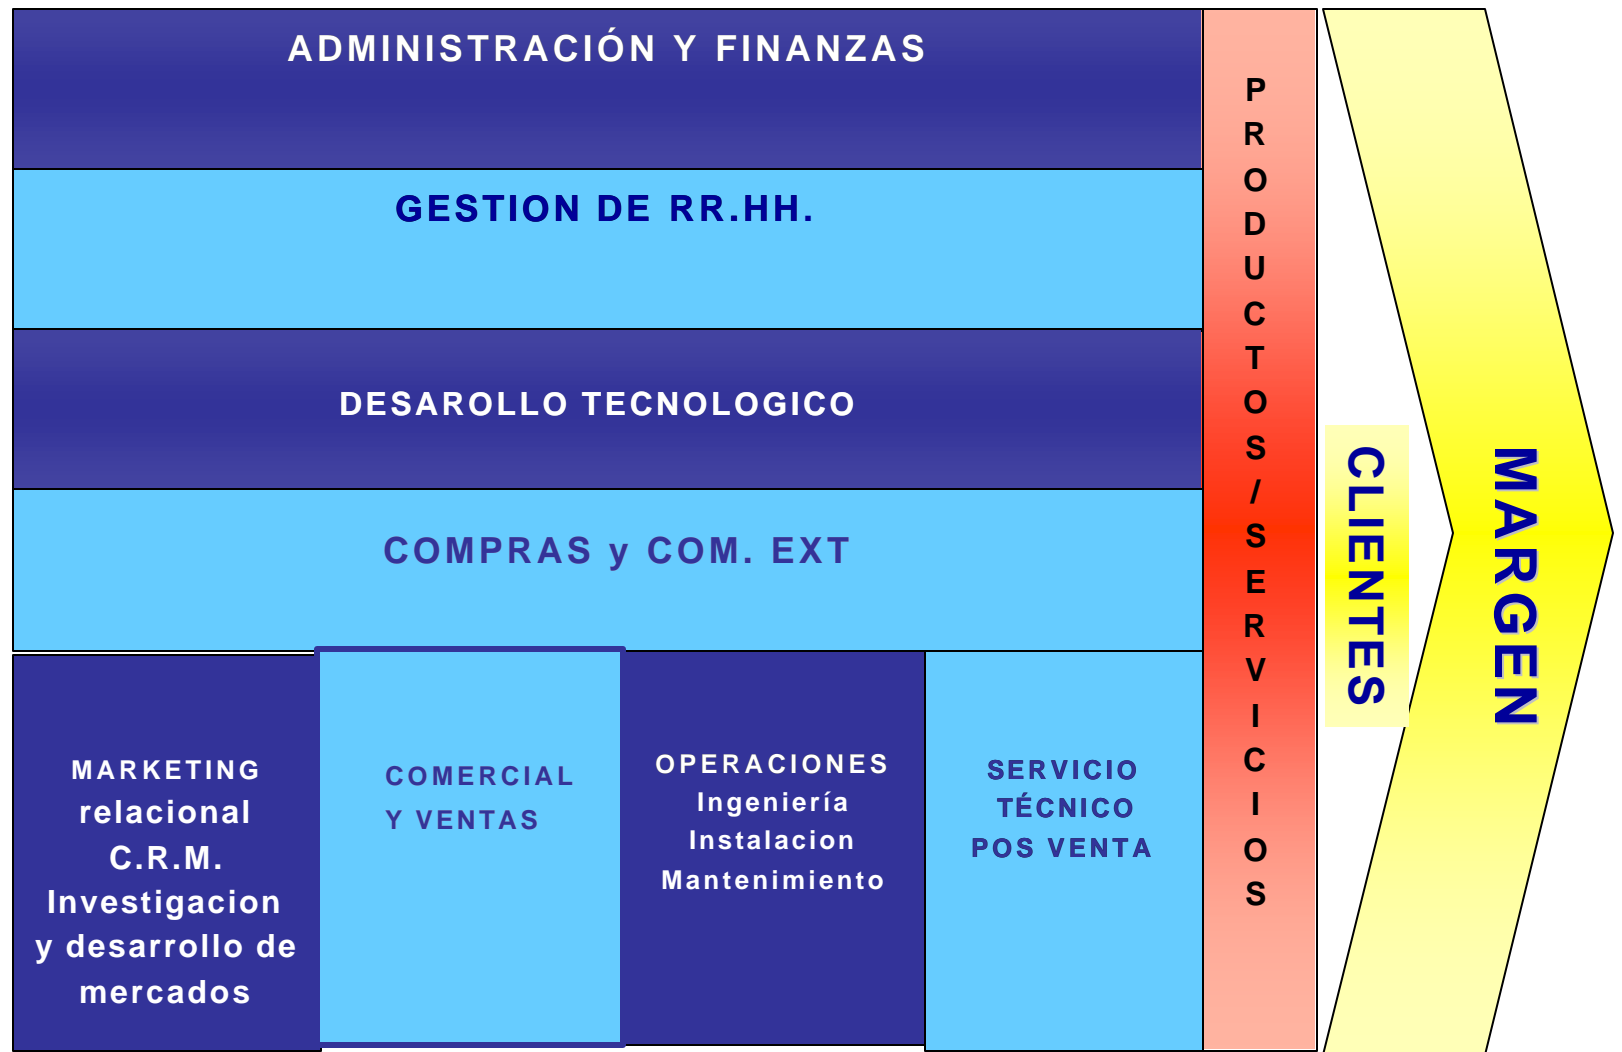 ADMINISTRACIÓN Y FINANZAS
GESTION DE RR.HH.
DESAROLLO TECNOLOGICO
COMPRAS y COM. EXT
MARKETING
relacional
C.R.M.
Investigacion
y desarrollo de
mercados
COMERCIAL
Y VENTAS
OPERACIONES
Ingeniería
Instalacion
Mantenimiento
SERVICIO
TÉCNICO
POS VENTA
PRODUCTOS/SERVICIOS
CLIENTES
MARGEN